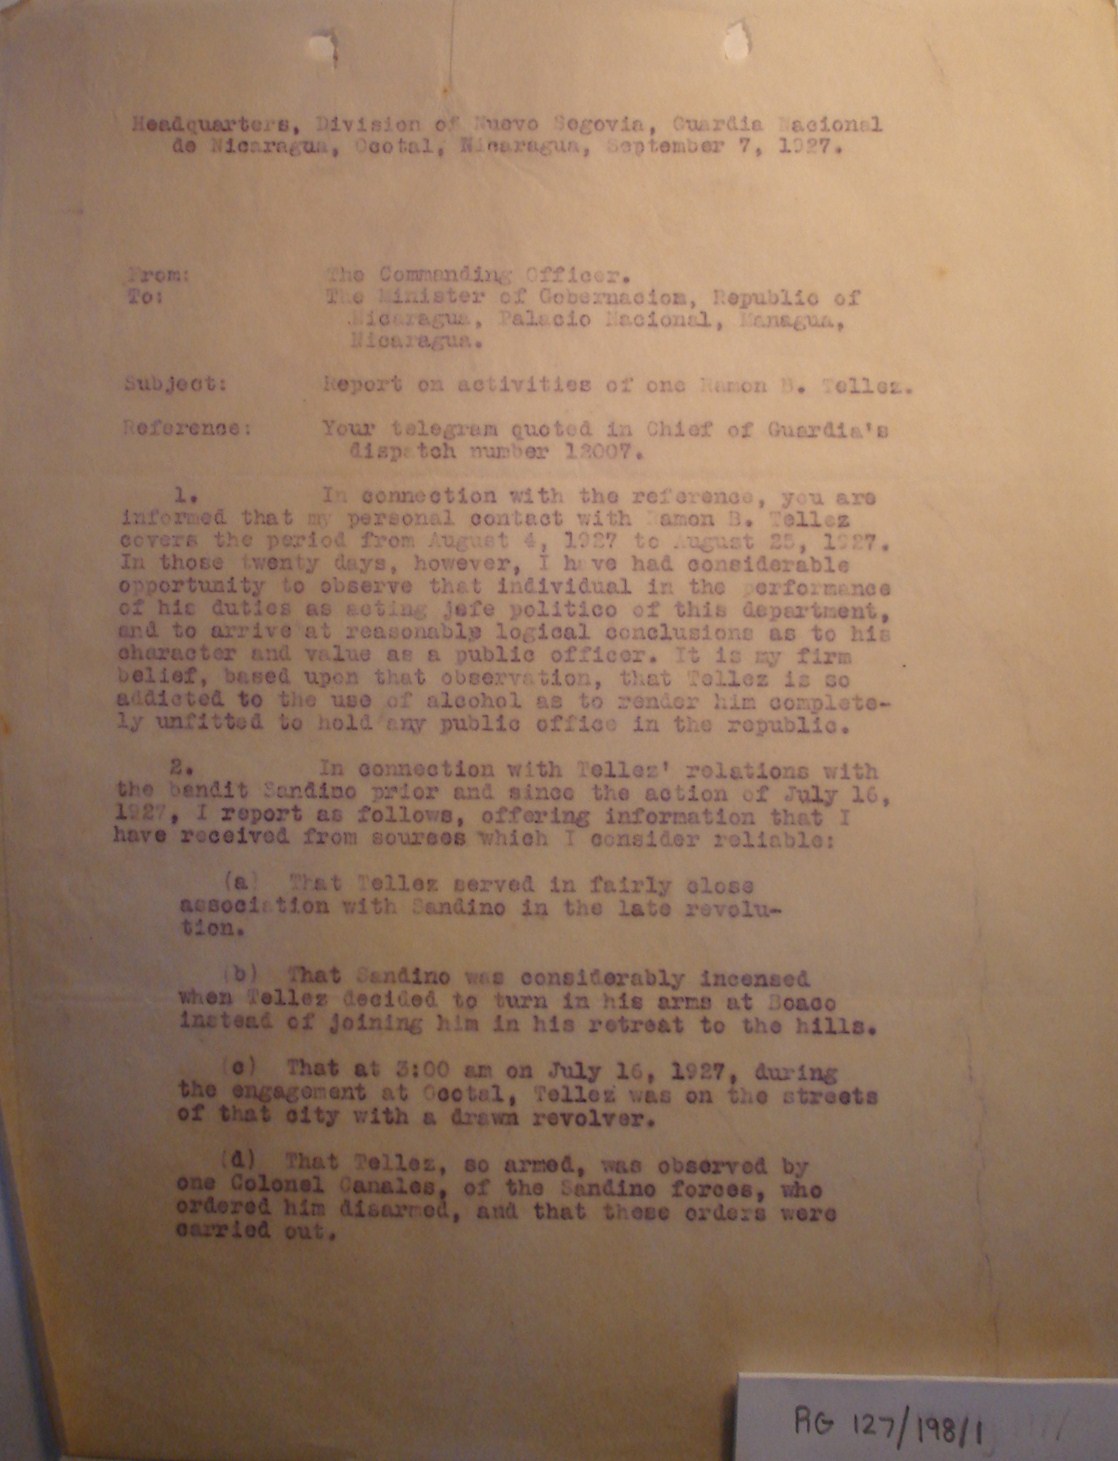 Headquarters, Division of Nuevo Segovia, Guardia Nacional
de Nicaragua, Ocotal, Nicaragua, September 7, 1927.
From: The Commanding Officer.
To: The Minister of Gobernacion, Republic of
Nicaragua, Palacio Nacional, Managua,
Nicaragua.
Subject: Report on activities of one Ramon B. Tellez.
Reference: Your telegram quoted in Chief of Guardia's
dispatch number 12007.
1. In connection with the reference, you are
informed that my personal contact with Ramon B. Tellez
covers the period from August 4, 1927 to August 1927.
In those twenty days, however, I have had considerable
opportunity to observe that individual in the performance
of his duties as acting jefe politico of this department,
and to arrive at reasonably logical conclusions as to his
character and value as a public officer. It is my firm
belief, based upon that observation, that Tellez is so
addicted to the use of alcohol as to render him complete-
ly unfitted to hold any public office in the republic.
2. In connection with Tellez' relations with
the bandit Sandino prior and since the action of July 16,
1927, I report as follows, offering information that I
have received from sources which I consider reliable:
(a) That Tellez served in fairly close
association with Sandino in the late revolu-
tion.
(b) That Sandino was considerably incensed
when Tellez decided to turn in his arms at Boaco
instead of joining him in his retreat to the hills.
(c) That at 3:00 am on July 16, 1927, during
the engagement at Ocotal, Tellez was on the streets
of that city with a drawn revolver.
(d) That Tellez, so armed, was observed by
one Colonel Canales, of the Sandino forces, who
ordered him disarmed, and that these orders were
carried out.
RG 127/198/1